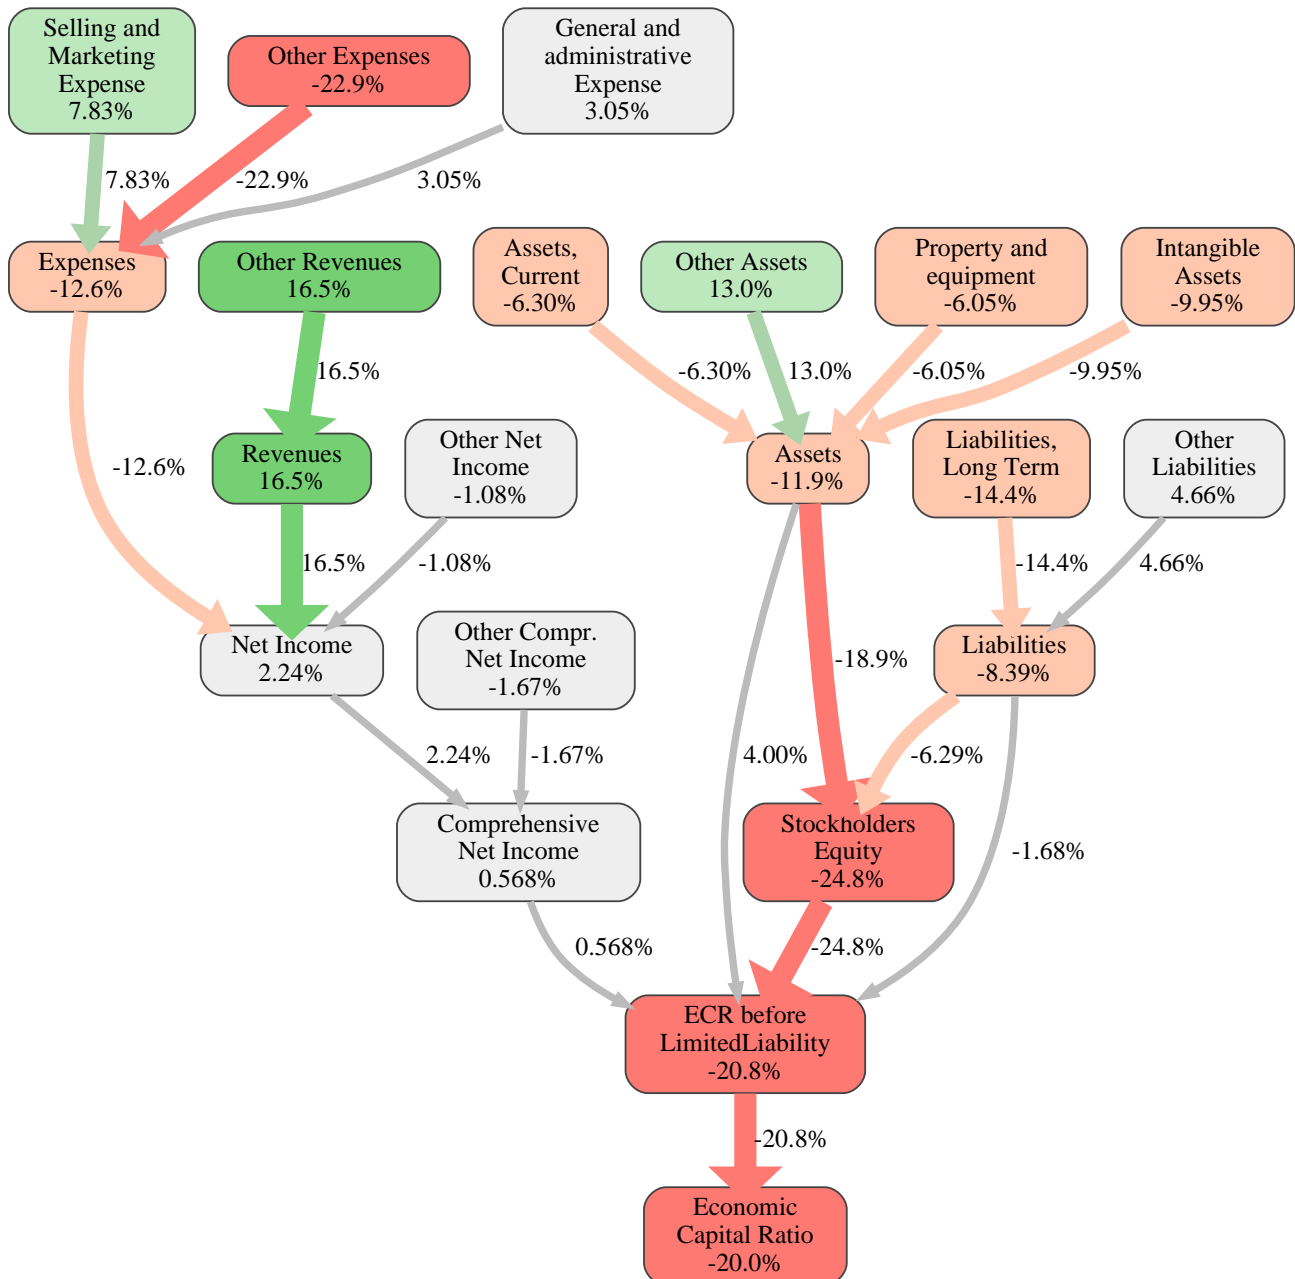 Selling and
Marketing
Expense
7.83%
Other Expenses
-22.9%
General and
administrative
Expense
3.05%
7.83%
-22.9%
3.05%
Expenses
-12.6%
Other Revenues
16.5%
Assets,
Current
-6.30%
Other Assets
13.0%
Property and
equipment
-6.05%
Intangible
Assets
-9.95%
16.5%
-6.30%
13.0%
-6.05%
-9.95%
-12.6%
Revenues
16.5%
Other Net
Income
-1.08%
Assets
-11.9%
Liabilities,
Long Term
-14.4%
Other
Liabilities
4.66%
16.5%
-1.08%
-14.4%
4.66%
Net Income
2.24%
Other Compr.
Net Income
-1.67%
-18.9%
Liabilities
-8.39%
2.24%
-1.67%
4.00%
-6.29%
Comprehensive
Net Income
0.568%
Stockholders
Equity
-24.8%
-1.68%
0.568%
-24.8%
ECR before
LimitedLiability
-20.8%
-20.8%
Economic
Capital Ratio
-20.0%